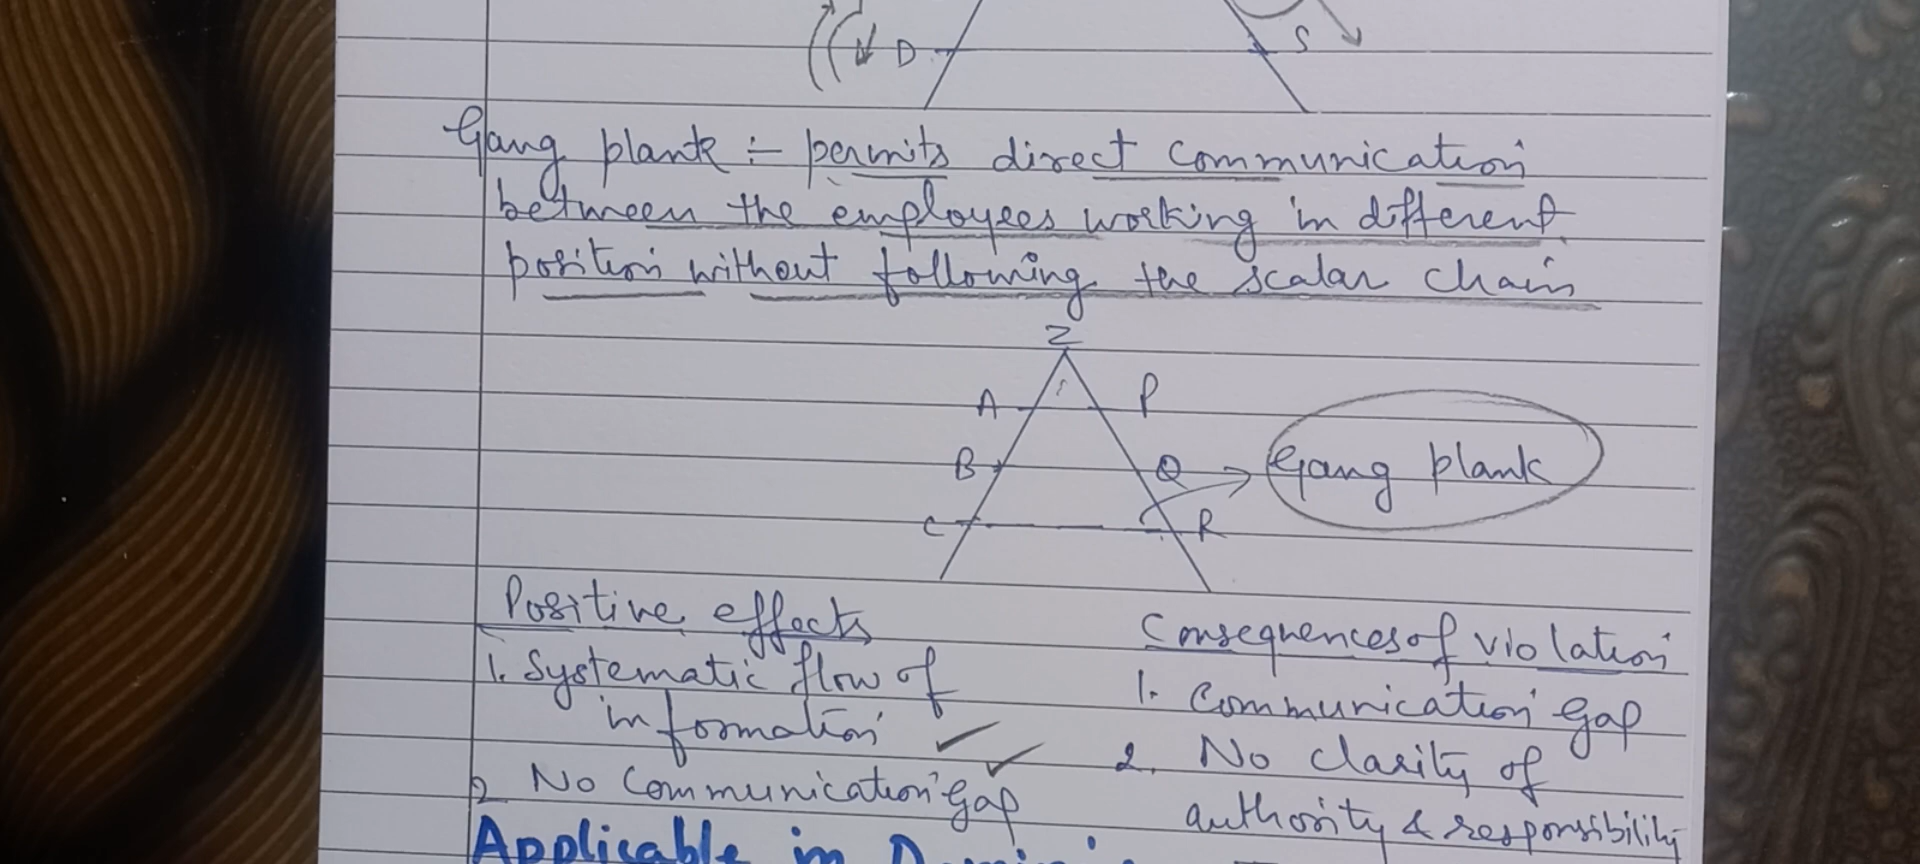 D S
Gang plank :- permits direct communication
between the employees working in different
position without following the scalar chain
Z
A P
B Q Gang plank
C R
Positive effects
Consequences of violation
1. Systematic flow of
information
2 No Communication Gap
1. Communication Gap
2. No clarity of
authority & responsibility
Applicable in